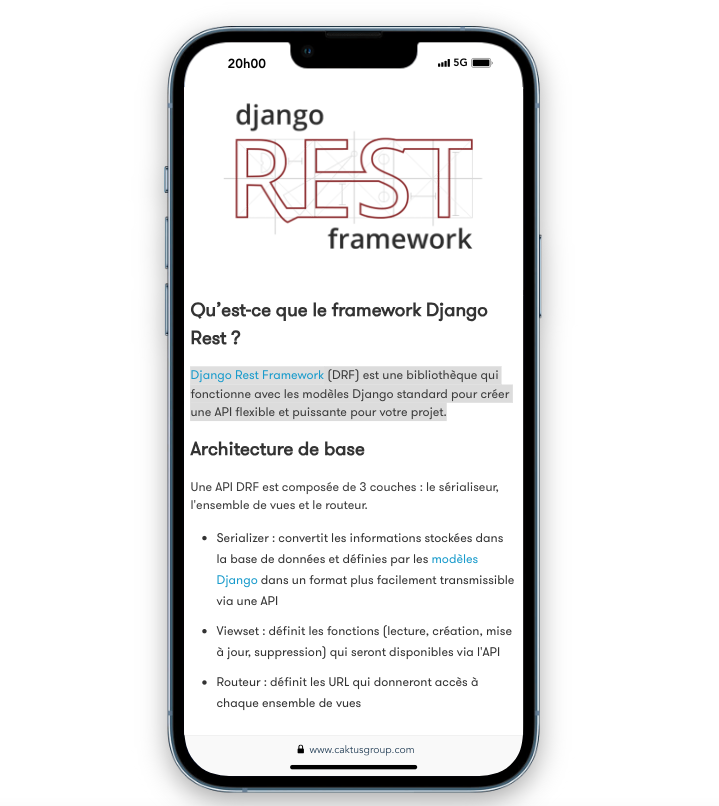 20h00
5G
django
REST
framework
Qu’est-ce que le framework Django
Rest ?
Django Rest Framework (DRF) est une bibliothèque qui
fonctionne avec les modèles Django standard pour créer
une API flexible et puissante pour votre projet.
Architecture de base
Une API DRF est composée de 3 couches : le sérialiseur,
l'ensemble de vues et le routeur.
• Serializer : convertit les informations stockées dans
la base de données et définies par les modèles
Django dans un format plus facilement transmissible
via une API
• Viewset : définit les fonctions (lecture, création, mise
à jour, suppression) qui seront disponibles via l'API
• Routeur : définit les URL qui donneront accès à
chaque ensemble de vues
www.caktusgroup.com